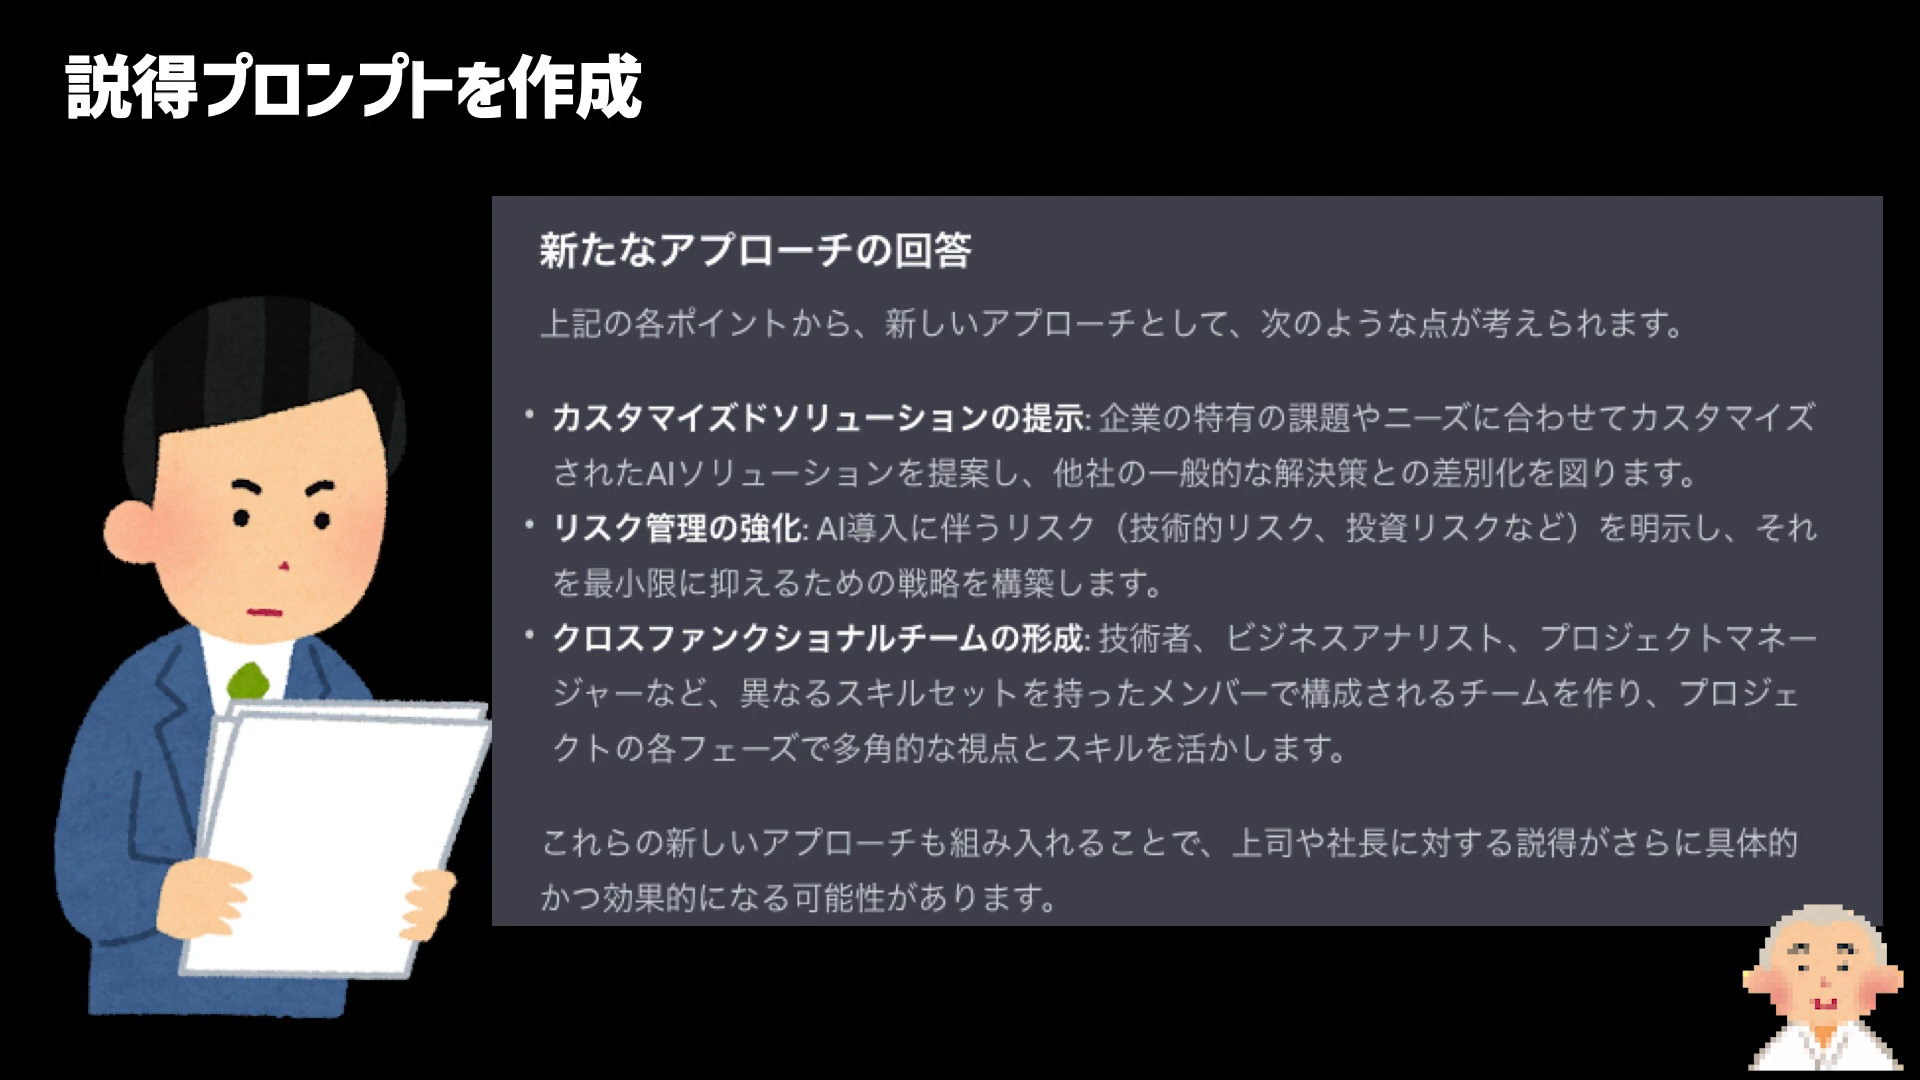 説得プロンプトを作成
新たなアプローチの回答
上記の各ポイントから、新しいアプローチとして、次のような点が考えられます。
• カスタマイズドソリューションの提示: 企業の特有の課題やニーズに合わせてカスタマイズ
されたAIソリューションを提案し、他社の一般的な解決策との差別化を図ります。
• リスク管理の強化: AI導入に伴うリスク（技術的リスク、投資リスクなど）を明示し、それ
を最小限に抑えるための戦略を構築します。
• クロスファンクショナルチームの形成: 技術者、ビジネスアナリスト、プロジェクトマネー
ジャーなど、異なるスキルセットを持ったメンバーで構成されるチームを作り、プロジェ
クトの各フェーズで多角的な視点とスキルを活かします。
これらの新しいアプローチも組み入れることで、上司や社長に対する説得がさらに具体的
かつ効果的になる可能性があります。